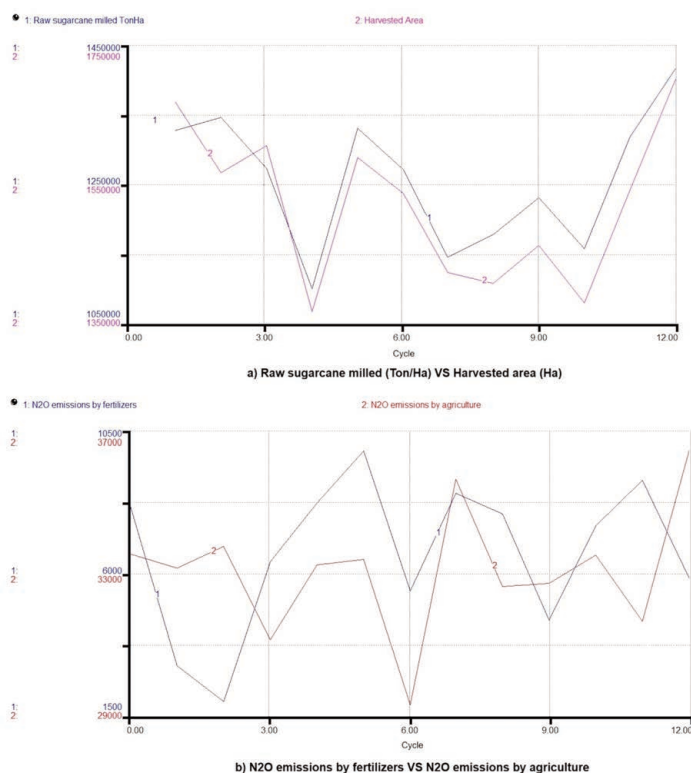 1: Raw sugarcane milled TonHa 2: Harvested Area
1: 1450000
2: 1750000
1
2
1: 1250000
2: 1550000
1
2
1: 1050000
2: 1350000
0.00 3.00 6.00 9.00 12.00
Cycle
a) Raw sugarcane milled (Ton/Ha) VS Harvested area (Ha)
1: N2O emissions by fertilizers 2: N2O emissions by agriculture
1: 10500
2: 37000
1
2
2
1: 6000
2: 33000
1
1: 1500
2: 29000
0.00 3.00 6.00 9.00 12.00
Cycle
b) N2O emissions by fertilizers VS N2O emissions by agriculture